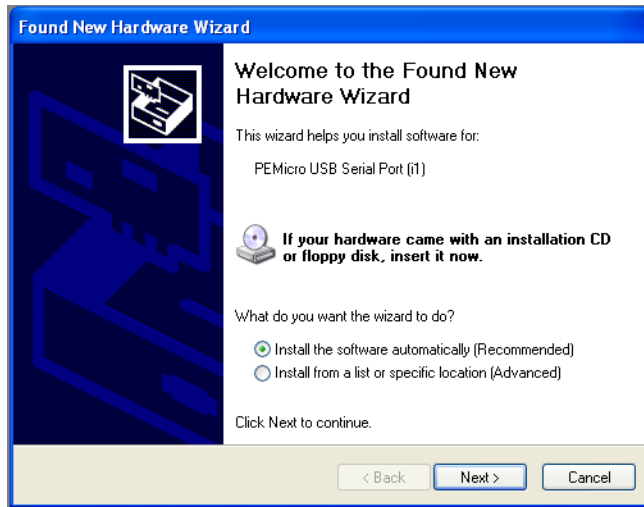 Found New Hardware Wizard
Welcome to the Found New
Hardware Wizard
This wizard helps you install software for:
PEMicro USB Serial Port (i1)
If your hardware came with an installation CD
or floppy disk, insert it now.
What do you want the wizard to do?
Install the software automatically (Recommended)
Install from a list or specific location (Advanced)
Click Next to continue.
< Back Next > Cancel